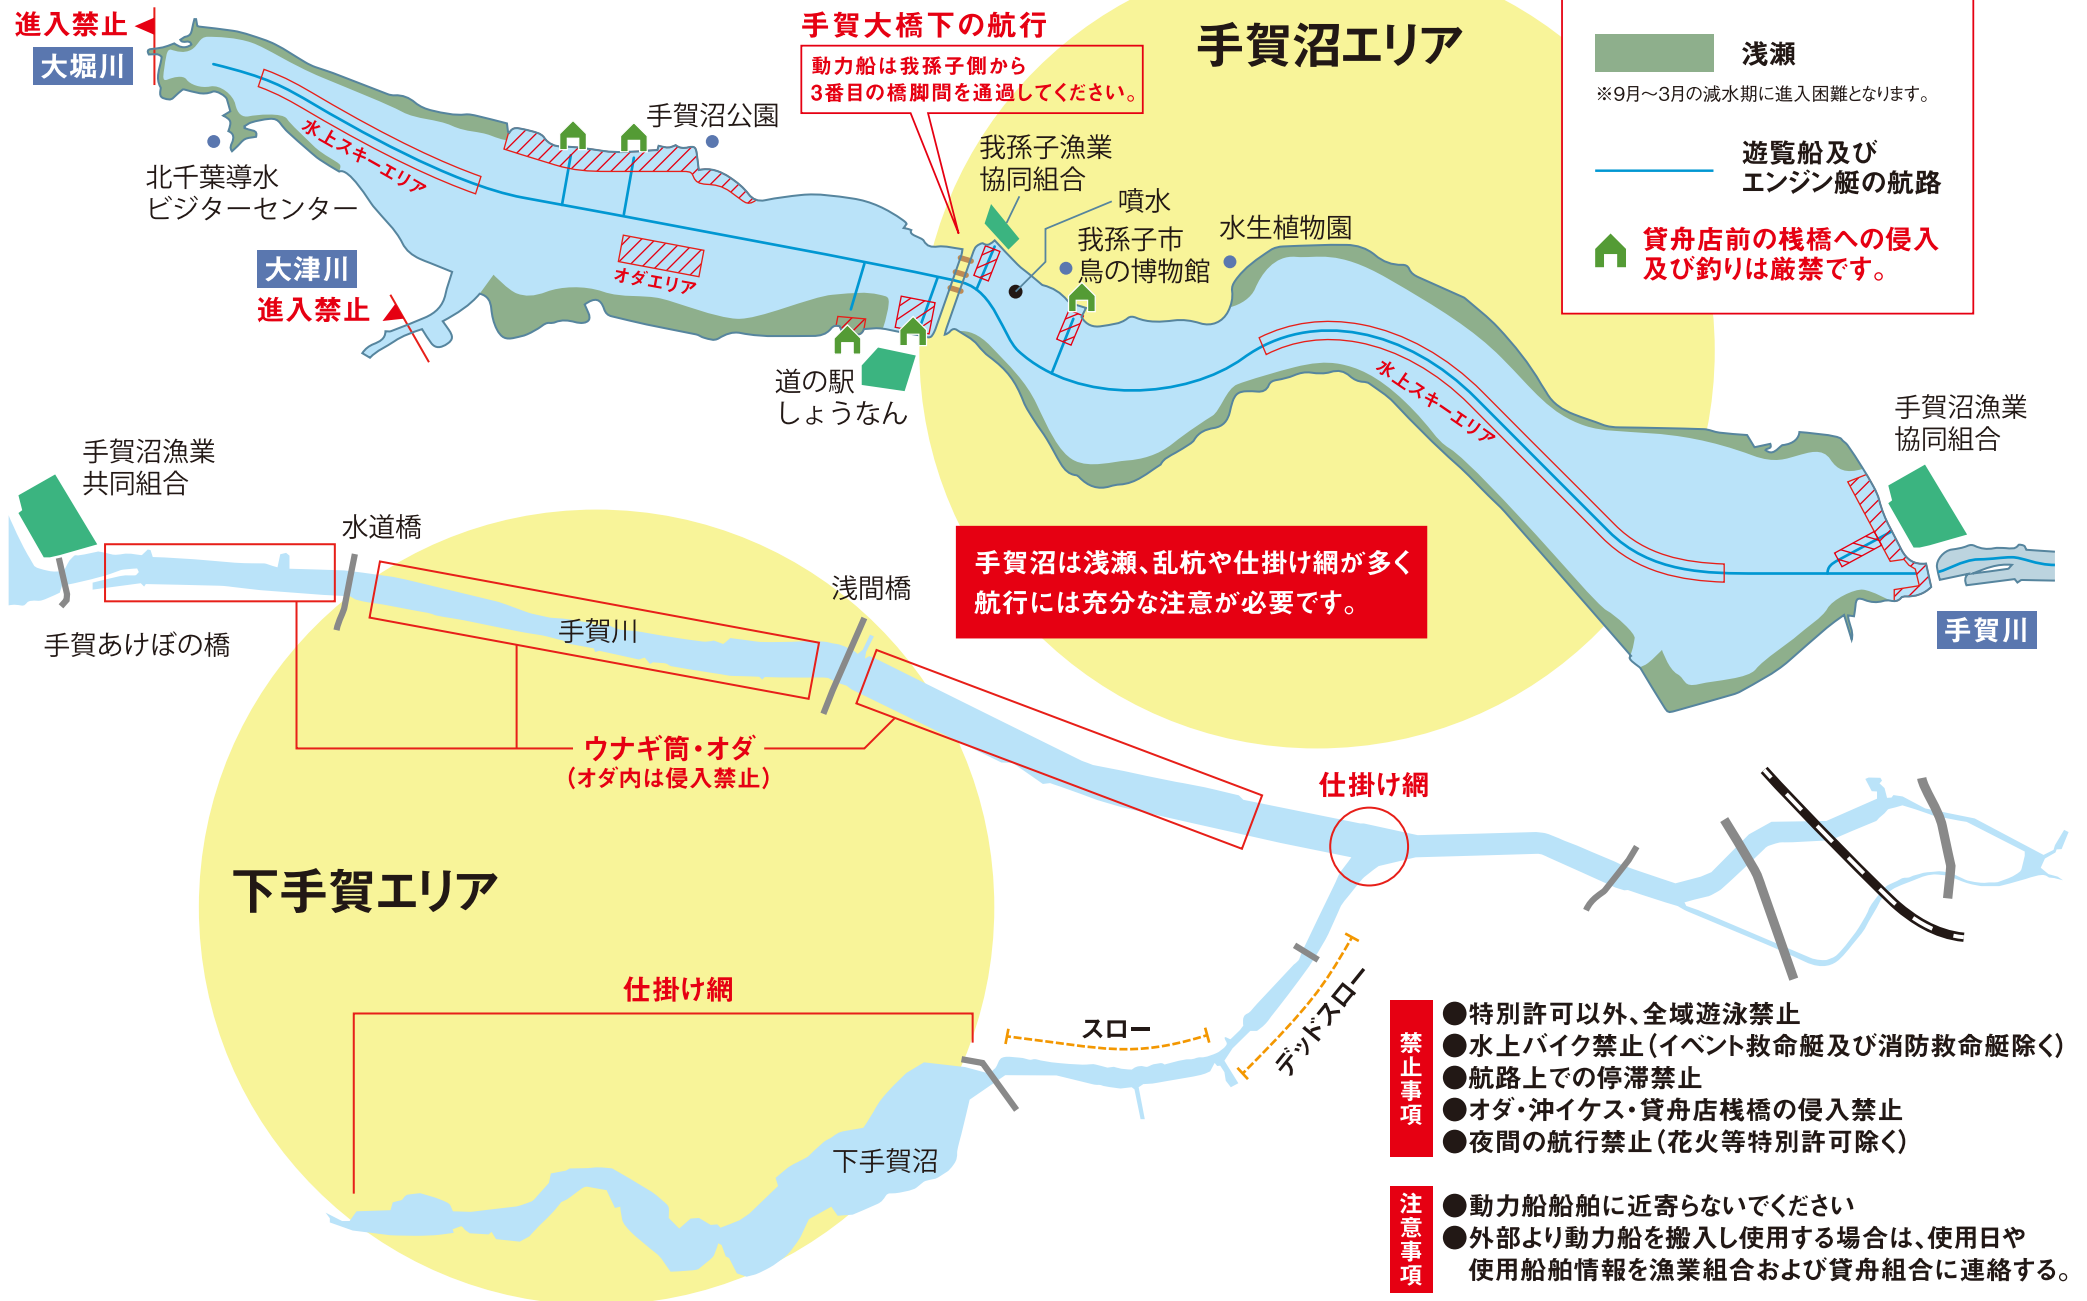 進入禁止
大堀川
手賀大橋下の航行
動力船は我孫子側から
3番目の橋脚間を通過してください。
手賀沼エリア
浅瀬
※9月～3月の減水期に進入困難となります。
遊覧船及び
エンジン艇の航路
貸舟店前の桟橋への侵入
及び釣りは厳禁です。
手賀沼公園
水上スキーエリア
北千葉導水
ビジターセンター
我孫子漁業
協同組合
噴水
我孫子市
鳥の博物館
水生植物園
大津川
進入禁止
オダエリア
道の駅
しょうなん
水上スキーエリア
手賀沼漁業
協同組合
手賀川
手賀沼は浅瀬、乱杭や仕掛け網が多く
航行には充分な注意が必要です。
手賀沼漁業
共同組合
水道橋
手賀あけぼの橋
手賀川
浅間橋
ウナギ筒・オダ
（オダ内は侵入禁止）
仕掛け網
下手賀エリア
仕掛け網
スロー
デッドスロー
下手賀沼
禁止事項
●特別許可以外、全域遊泳禁止
●水上バイク禁止（イベント救命艇及び消防救命艇除く）
●航路上での停滞禁止
●オダ・沖イケス・貸舟店桟橋の侵入禁止
●夜間の航行禁止（花火等特別許可除く）
注意事項
●動力船船舶に近寄らないでください
●外部より動力船を搬入し使用する場合は、使用日や
使用船舶情報を漁業組合および貸舟組合に連絡する。